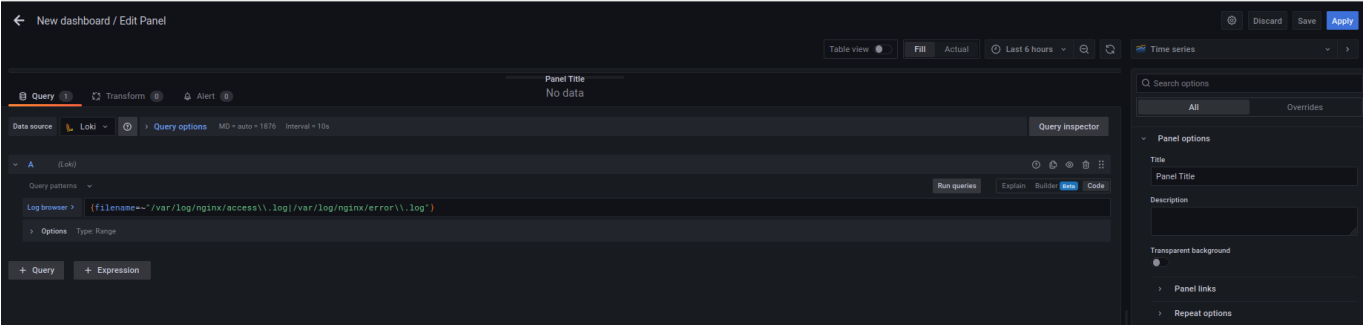 New dashboard / Edit Panel
Discard Save Apply
Table view Fill Actual Last 6 hours Time series
Panel Title
No data
Search options
Query 1 Transform 0 Alert 0
All Overrides
Data source Loki Query options MD = auto = 1876 Interval = 10s Query inspector
Panel options
A (Loki)
Title
Panel Title
Query patterns Run queries Explain Builder Beta Code
Log browser > {filename=~"/var/log/nginx/access\\.log|/var/log/nginx/error\\.log"}
Description
Options Type: Range
Transparent background
+ Query + Expression
Panel links
Repeat options